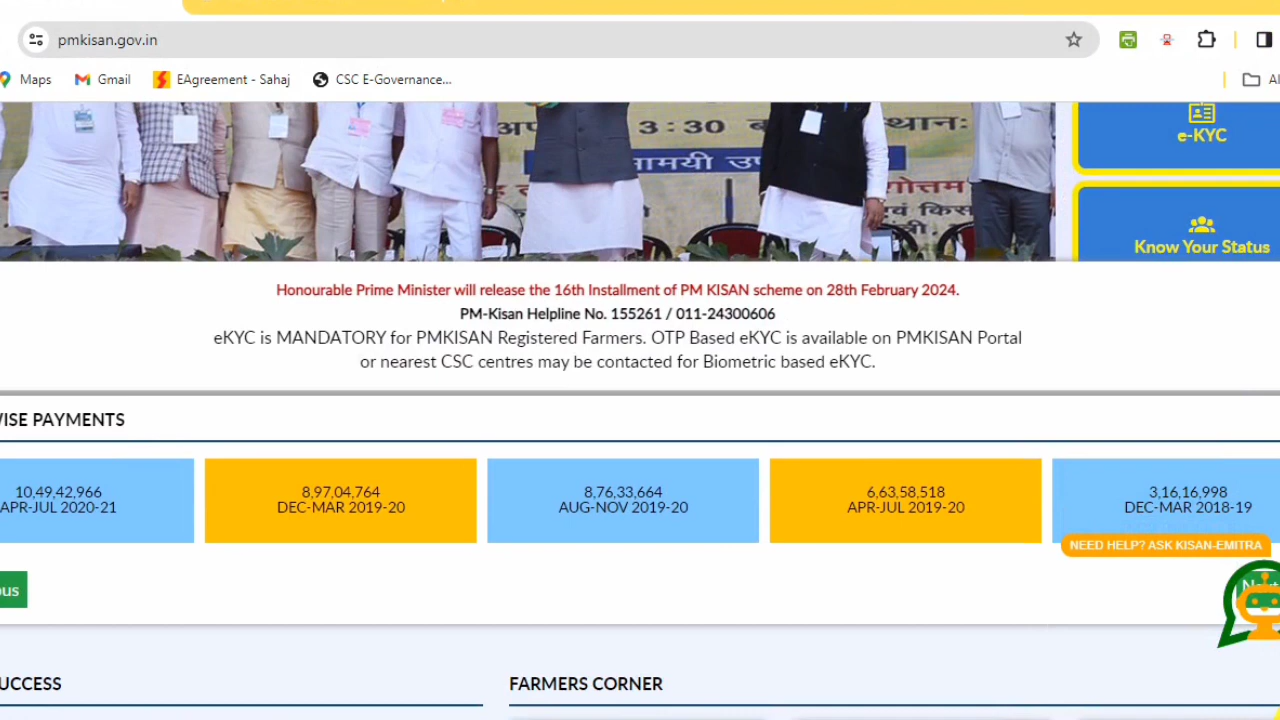 pmkisan.gov.in
Maps
Gmail
EAgreement - Sahaj
CSC E-Governance...
3:30
e-KYC
Know Your Status
Honourable Prime Minister will release the 16th Installment of PM KISAN scheme on 28th February 2024.
PM-Kisan Helpline No. 155261 / 011-24300606
eKYC is MANDATORY for PMKISAN Registered Farmers. OTP Based eKYC is available on PMKISAN Portal
or nearest CSC centres may be contacted for Biometric based eKYC.
WISE PAYMENTS
10,49,42,966
APR-JUL 2020-21
8,97,04,764
DEC-MAR 2019-20
8,76,33,664
AUG-NOV 2019-20
6,63,58,518
APR-JUL 2019-20
3,16,16,998
DEC-MAR 2018-19
NEED HELP? ASK KISAN-EMITRA
ous
UCCESS
FARMERS CORNER